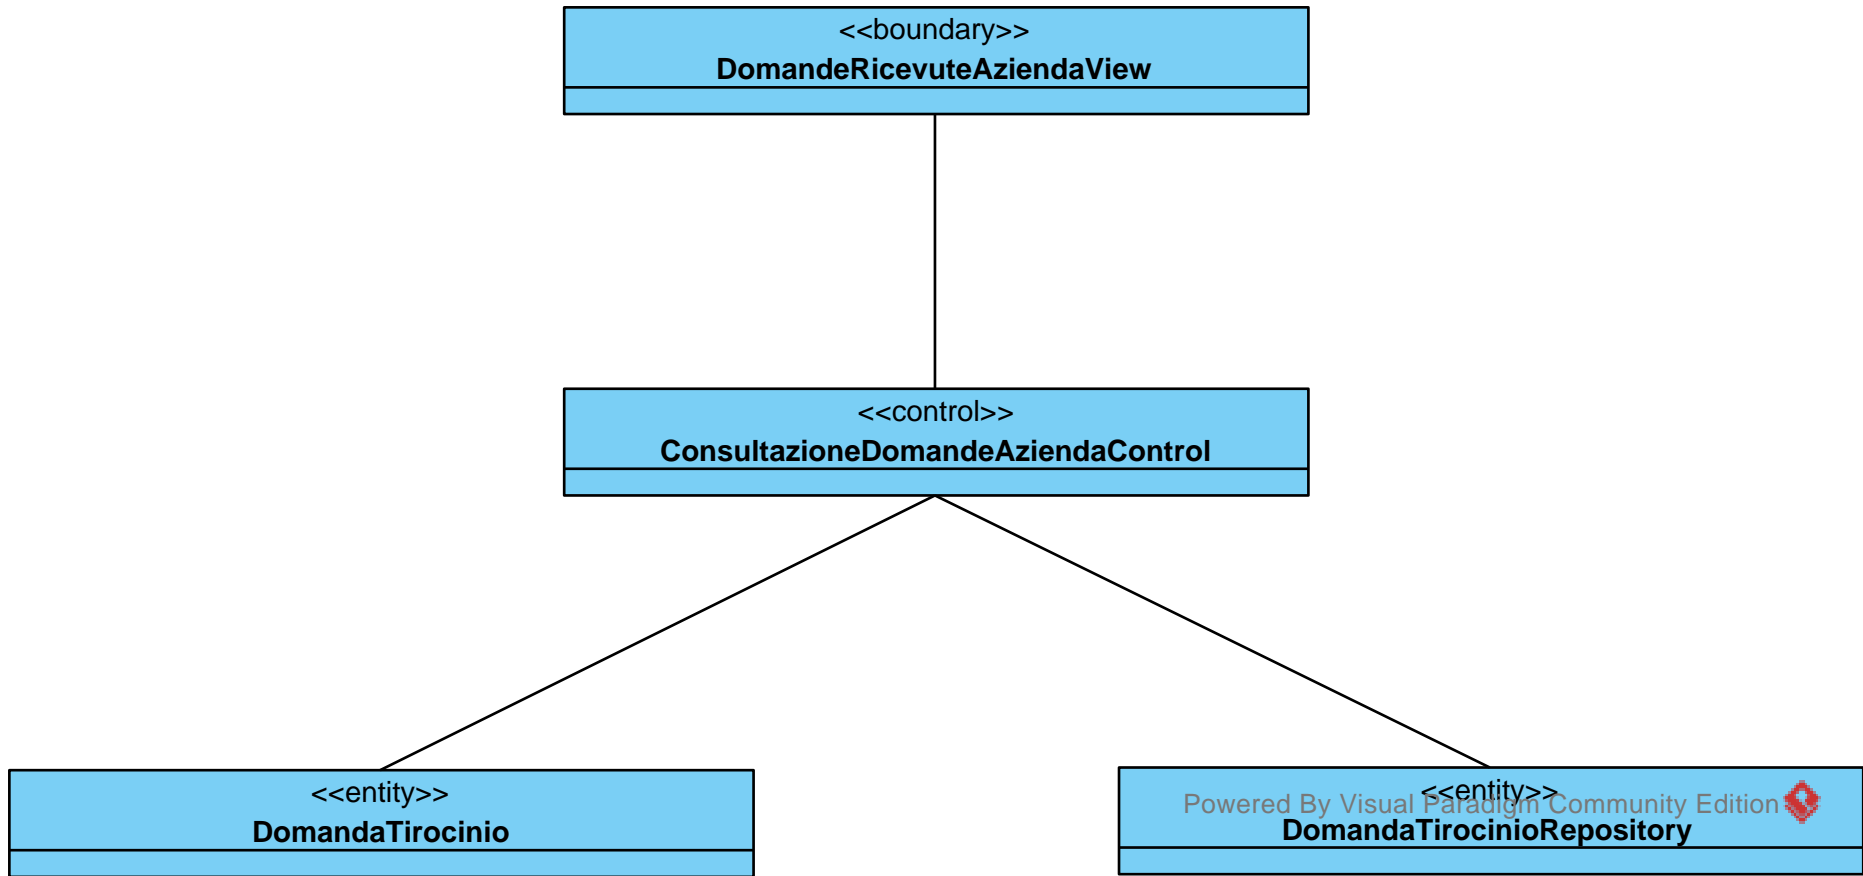 <<boundary>>
DomandeRicevuteAziendaView
<<control>>
ConsultazioneDomandeAziendaControl
<<entity>>
DomandaTirocinio
<<entity>>
Powered By Visual Paradigm Community Edition
DomandaTirocinioRepository